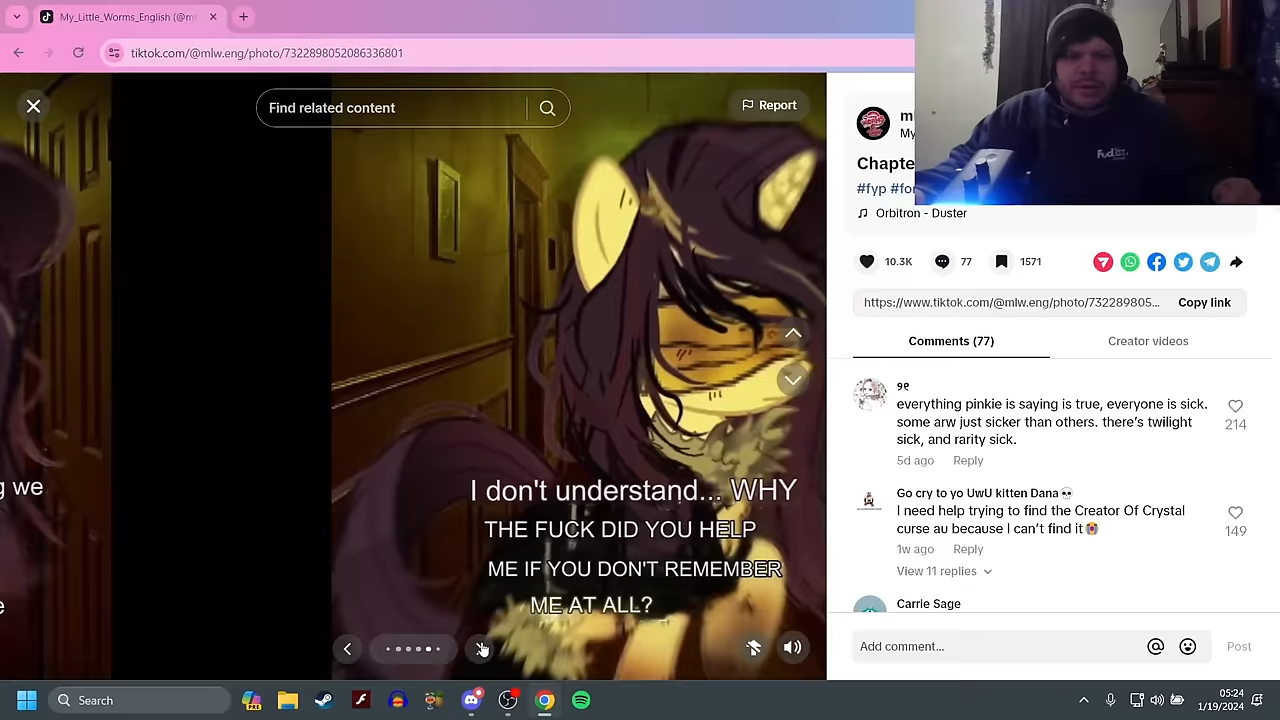 My_Little_Worms_English (@ml
tiktok.com/@mlw.eng/photo/7322898052086336801
Find related content
Report
My
Chapte
#fyp #for
Orbitron - Duster
10.3K
77
1571
https://www.tiktok.com/@mlw.eng/photo/732289805...
Copy link
Comments (77)
Creator videos
everything pinkie is saying is true, everyone is sick.
some arw just sicker than others. there's twilight
sick, and rarity sick.
214
5d ago
Reply
Go cry to yo UwU kitten Dana💀
I need help trying to find the Creator Of Crystal
curse au because I can't find it😭
149
1w ago
Reply
View 11 replies
Carrie Sage
Add comment...
Post
g we
e
I don't understand... WHY
THE FUCK DID YOU HELP
ME IF YOU DON'T REMEMBER
ME AT ALL?
Search
PRE
05:24
1/19/2024